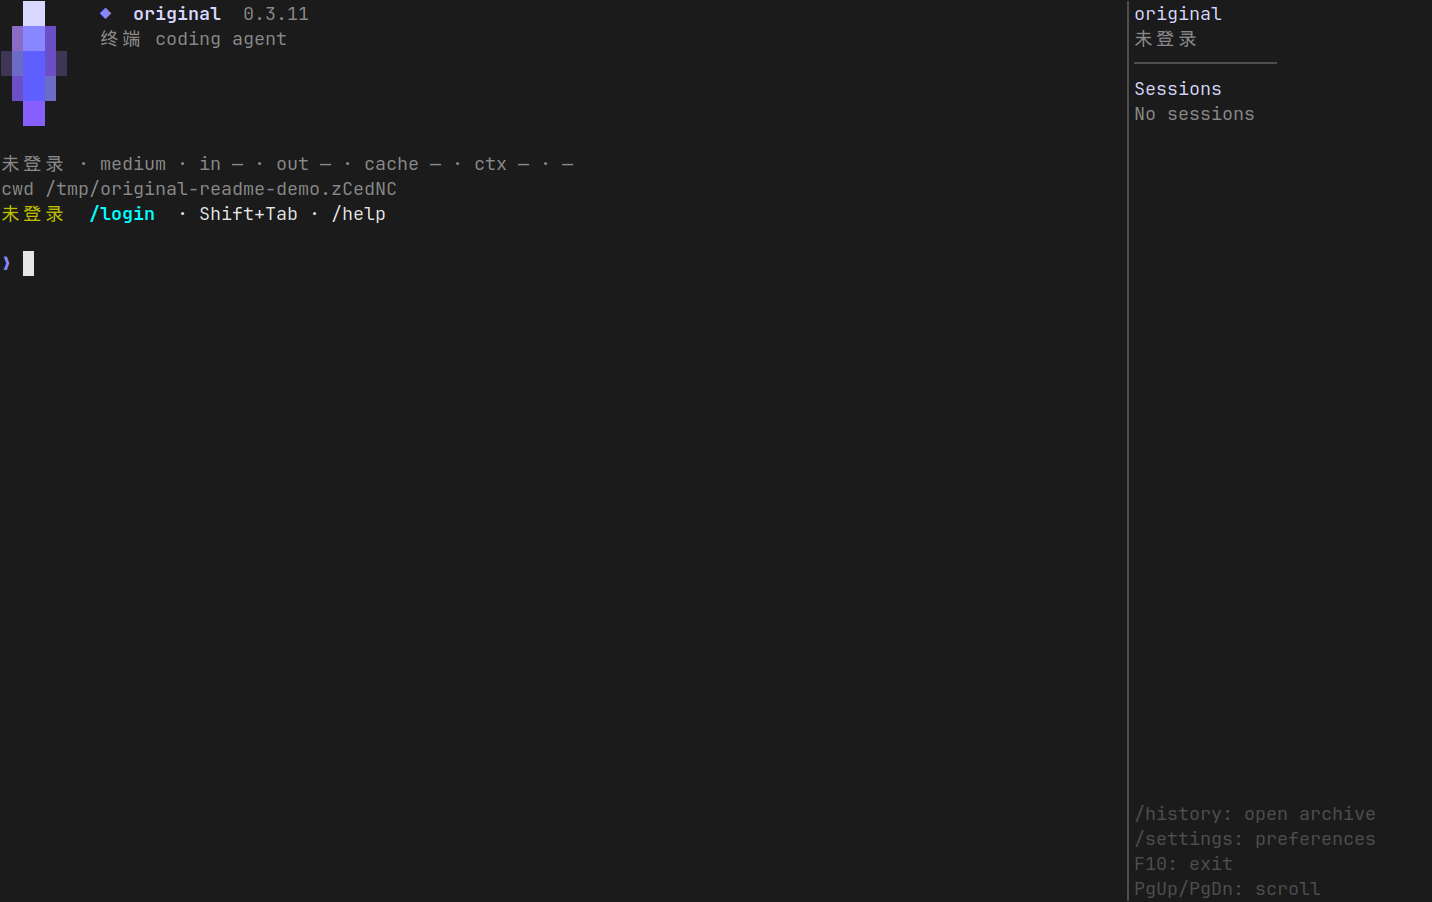 ◆ original 0.3.11
终端 coding agent
未登录 · medium · in — · out — · cache — · ctx — · —
cwd /tmp/original-readme-demo.zCedNC
未登录 /login · Shift+Tab · /help
❯
original
未登录
Sessions
No sessions
/history: open archive
/settings: preferences
F10: exit
PgUp/PgDn: scroll